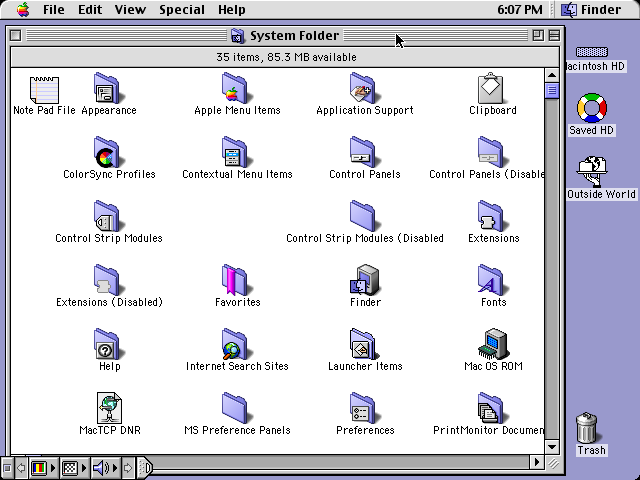 File Edit View Special Help 6:07 PM Finder
System Folder
35 items, 85.3 MB available
Note Pad File Appearance Apple Menu Items Application Support Clipboard
ColorSync Profiles Contextual Menu Items Control Panels Control Panels (Disable
Control Strip Modules Control Strip Modules (Disabled Extensions
Extensions (Disabled) Favorites Finder Fonts
Help Internet Search Sites Launcher Items Mac OS ROM
MacTCP DNR MS Preference Panels Preferences PrintMonitor Documen
acintosh HD
Saved HD
Outside World
Trash